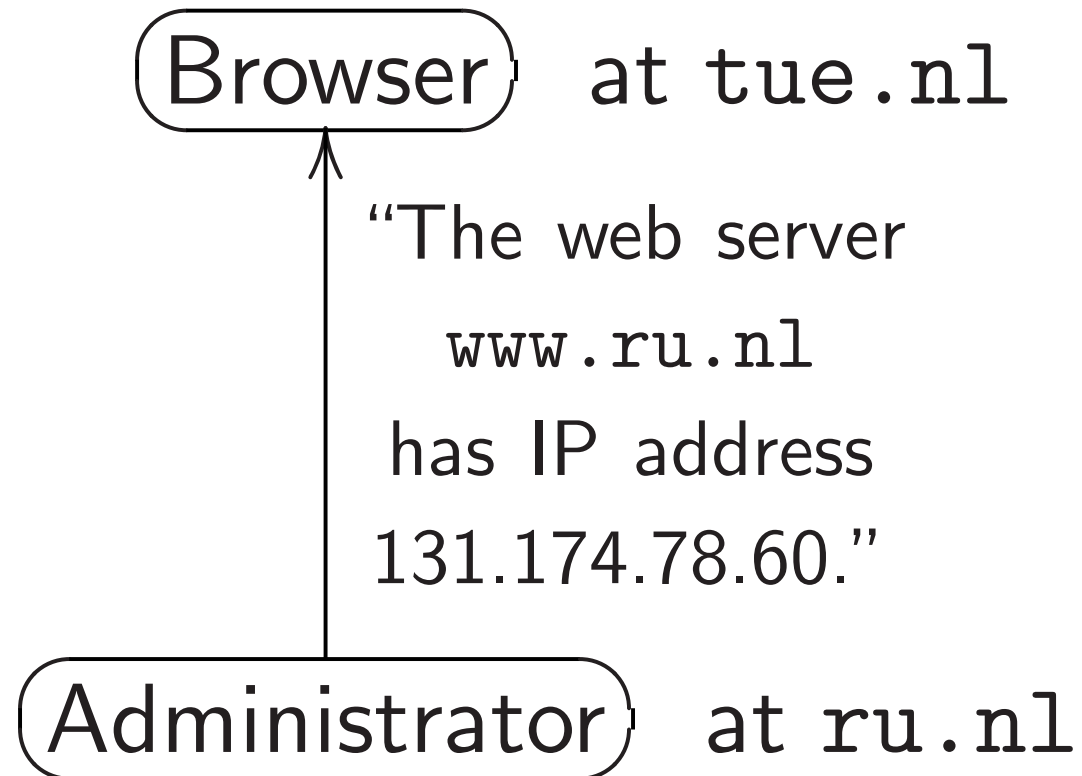 Browser at tue.nl
“The web server
www.ru.nl
has IP address
131.174.78.60.”
Administrator at ru.nl